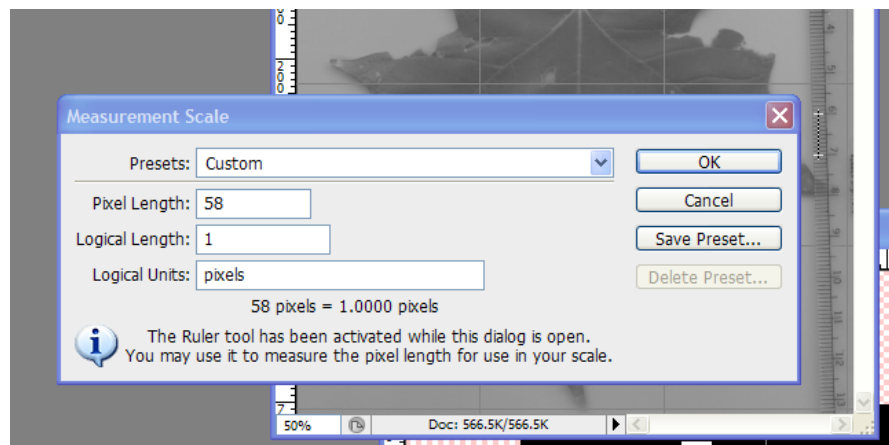 Measurement Scale
Presets: Custom
OK
Pixel Length: 58
Cancel
Logical Length: 1
Save Preset...
Logical Units: pixels
Delete Preset...
58 pixels = 1.0000 pixels
The Ruler tool has been activated while this dialog is open.
You may use it to measure the pixel length for use in your scale.
50%
Doc: 566.5K/566.5K